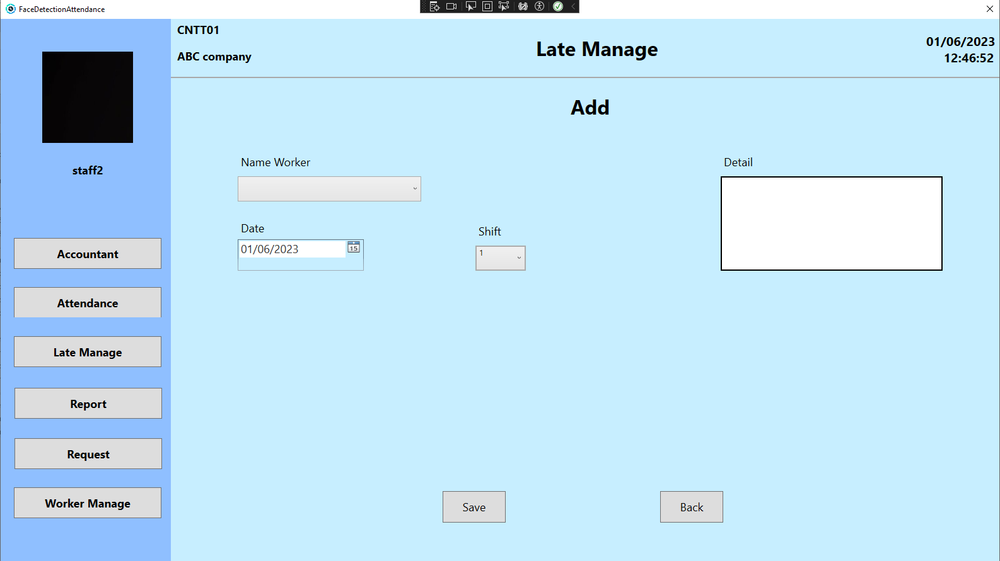 FaceDetectionAttendance
CNTT01
ABC company
Late Manage
01/06/2023
12:46:52
staff2
Accountant
Attendance
Late Manage
Report
Request
Worker Manage
Add
Name Worker
Detail
Date
01/06/2023
15
Shift
1
Save
Back